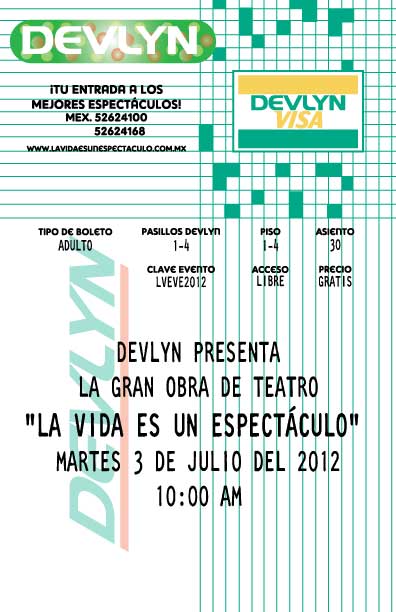 DEVLYN
¡TU ENTRADA A LOS
MEJORES ESPECTÁCULOS!
MEX. 52624100
52624168
WWW.LAVIDAESUNESPECTACULO.COM.MX
DEVLYN
VISA
TIPO DE BOLETO PASILLOS DEVLYN PISO ASIENTO
ADULTO 1-4 1-4 30
CLAVE EVENTO ACCESO PRECIO
LVEVE2012 LIBRE GRATIS
DEVLYN
DEVLYN PRESENTA
LA GRAN OBRA DE TEATRO
"LA VIDA ES UN ESPECTÁCULO"
MARTES 3 DE JULIO DEL 2012
10:00 AM